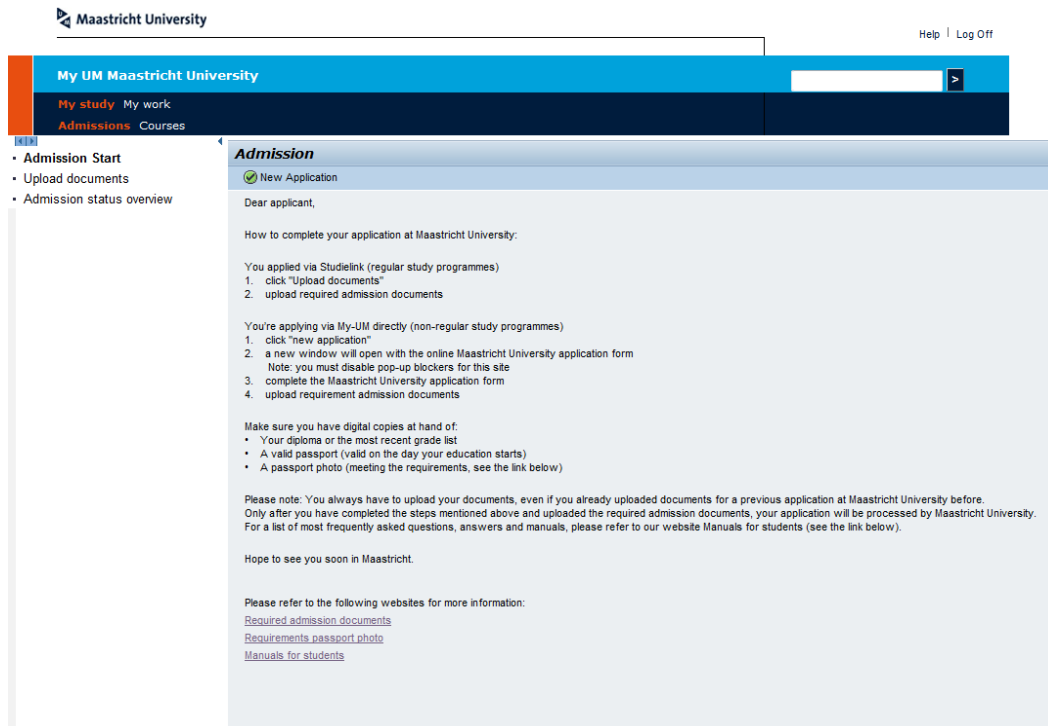 Maastricht University
Help | Log Off
My UM Maastricht University
>
My study My work
Admissions Courses
Admission Start
Upload documents
Admission status overview
Admission
New Application
Dear applicant,
How to complete your application at Maastricht University:
You applied via Studielink (regular study programmes)
1. click "Upload documents"
2. upload required admission documents
You're applying via My-UM directly (non-regular study programmes)
1. click "new application"
2. a new window will open with the online Maastricht University application form
Note: you must disable pop-up blockers for this site
3. complete the Maastricht University application form
4. upload requirement admission documents
Make sure you have digital copies at hand of:
• Your diploma or the most recent grade list
• A valid passport (valid on the day your education starts)
• A passport photo (meeting the requirements, see the link below)
Please note: You always have to upload your documents, even if you already uploaded documents for a previous application at Maastricht University before.
Only after you have completed the steps mentioned above and uploaded the required admission documents, your application will be processed by Maastricht University.
For a list of most frequently asked questions, answers and manuals, please refer to our website Manuals for students (see the link below).
Hope to see you soon in Maastricht.
Please refer to the following websites for more information:
Required admission documents
Requirements passport photo
Manuals for students